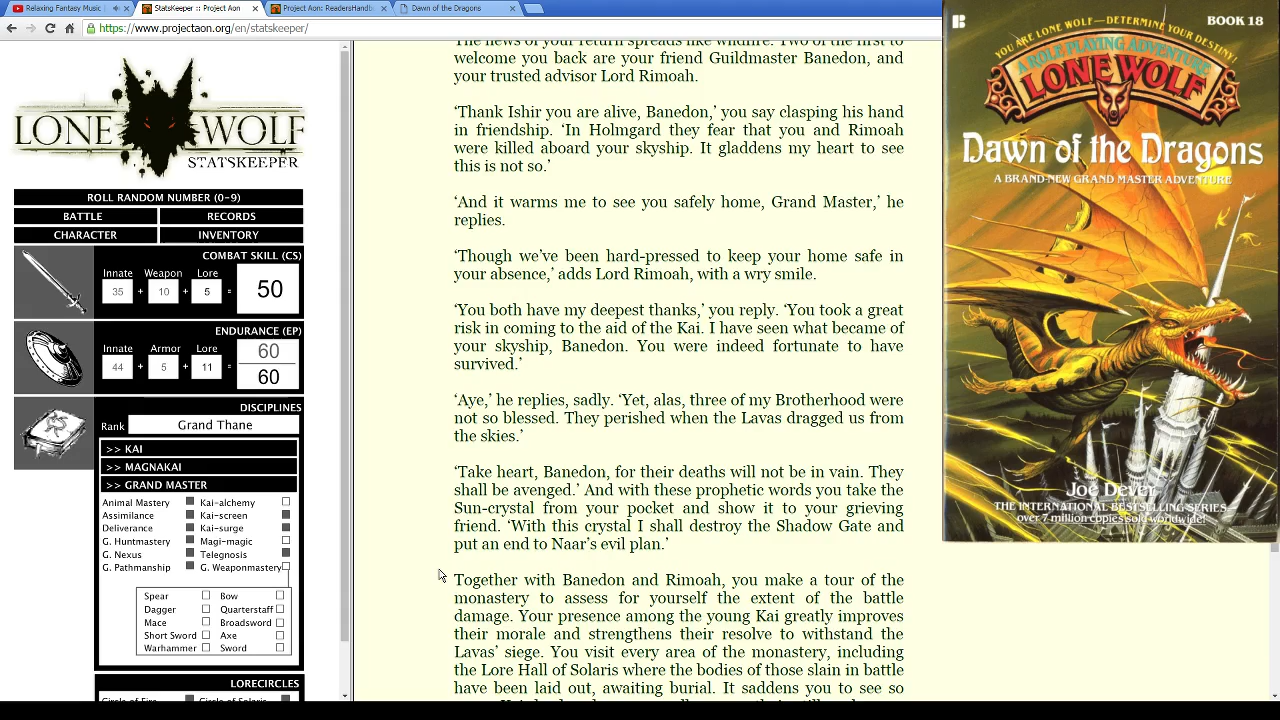 Relaxing Fantasy Music
StatsKeeper :: Project Aon
Project Aon: ReadersHandb
Dawn of the Dragons
https://www.projectaon.org/en/statskeeper/
LONE WOLF
STATSKEEPER
ROLL RANDOM NUMBER (0-9)
BATTLE
RECORDS
CHARACTER
INVENTORY
COMBAT SKILL (CS)
Innate Weapon Lore
35 + 10 + 5 = 50
ENDURANCE (EP)
Innate Armor Lore
60
44 + 5 + 11 =
60
DISCIPLINES
Rank Grand Thane
>> KAI
>> MAGNAKAI
>> GRAND MASTER
Animal Mastery Kai-alchemy
Assimilance Kai-screen
Deliverance Kai-surge
G. Huntmastery Magi-magic
G. Nexus Telegnosis
G. Pathmanship G. Weaponmastery
Spear Bow
Dagger Quarterstaff
Mace Broadsword
Short Sword Axe
Warhammer Sword
LORECIRCLES
Circle of Fire Circle of Solaris
The news of your return spreads like wildfire. Two of the first to
welcome you back are your friend Guildmaster Banedon, and
your trusted advisor Lord Rimoah.
‘Thank Ishir you are alive, Banedon,’ you say clasping his hand
in friendship. ‘In Holmgard they fear that you and Rimoah
were killed aboard your skyship. It gladdens my heart to see
this is not so.’
‘And it warms me to see you safely home, Grand Master,’ he
replies.
‘Though we’ve been hard-pressed to keep your home safe in
your absence,’ adds Lord Rimoah, with a wry smile.
‘You both have my deepest thanks,’ you reply. ‘You took a great
risk in coming to the aid of the Kai. I have seen what became of
your skyship, Banedon. You were indeed fortunate to have
survived.’
‘Aye,’ he replies, sadly. ‘Yet, alas, three of my Brotherhood were
not so blessed. They perished when the Lavas dragged us from
the skies.’
‘Take heart, Banedon, for their deaths will not be in vain. They
shall be avenged.’ And with these prophetic words you take the
Sun-crystal from your pocket and show it to your grieving
friend. ‘With this crystal I shall destroy the Shadow Gate and
put an end to Naar’s evil plan.’
Together with Banedon and Rimoah, you make a tour of the
monastery to assess for yourself the extent of the battle
damage. Your presence among the young Kai greatly improves
their morale and strengthens their resolve to withstand the
Lavas’ siege. You visit every area of the monastery, including
the Lore Hall of Solaris where the bodies of those slain in battle
have been laid out, awaiting burial. It saddens you to see so
B
BOOK 18
YOU ARE LONE WOLF—DETERMINE YOUR DESTINY!
A ROLE PLAYING ADVENTURE
LONE WOLF
Dawn of the Dragons
A BRAND-NEW GRAND MASTER ADVENTURE
Joe Dever
THE INTERNATIONAL BESTSELLING SERIES—
over 7 million copies sold worldwide!